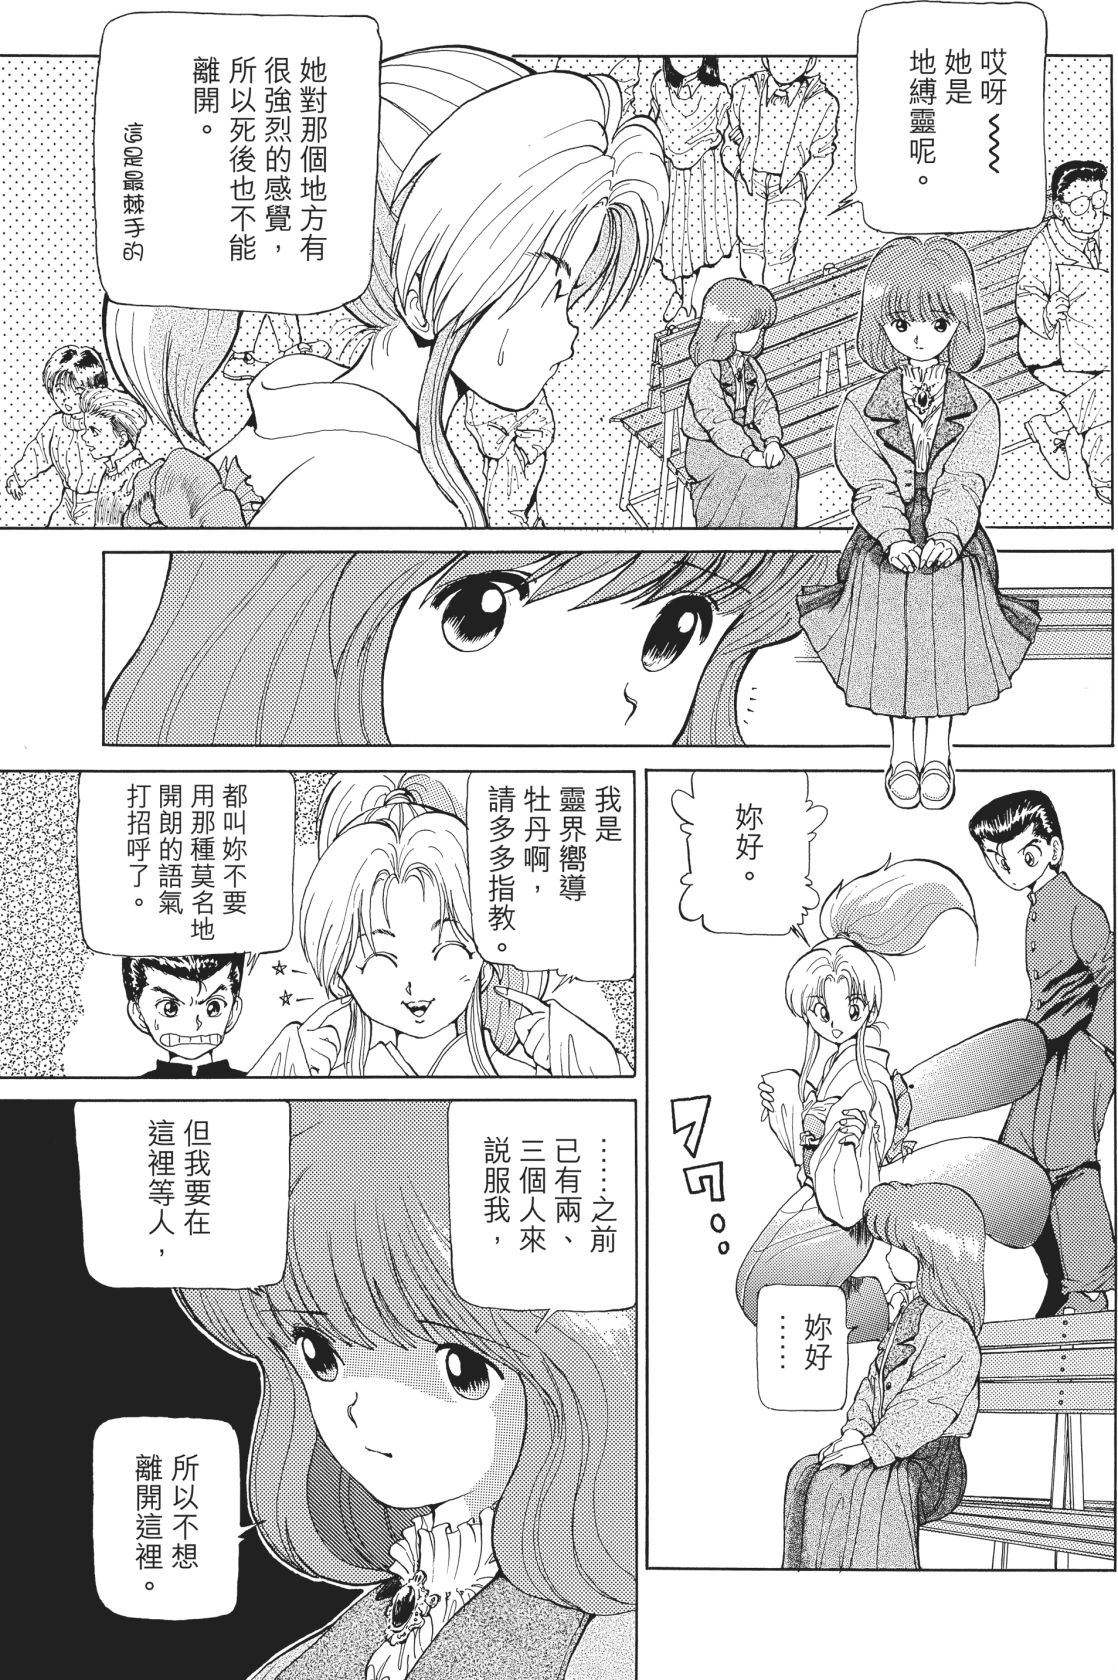 哎呀
她是
地縛靈呢。
她對那個地方有
很強烈的感覺，
所以死後也不能
離開。
這是最棘手的
妳好。
ワワ…
妳好
……
我是
靈界嚮導
牡丹啊，
請多多指教。
都叫妳不要
用那種莫名地
開朗的語氣
打招呼了。
……之前
已有兩、
三個人來
說服我，
但我要在
這裡等人，
所以不想
離開這裡。